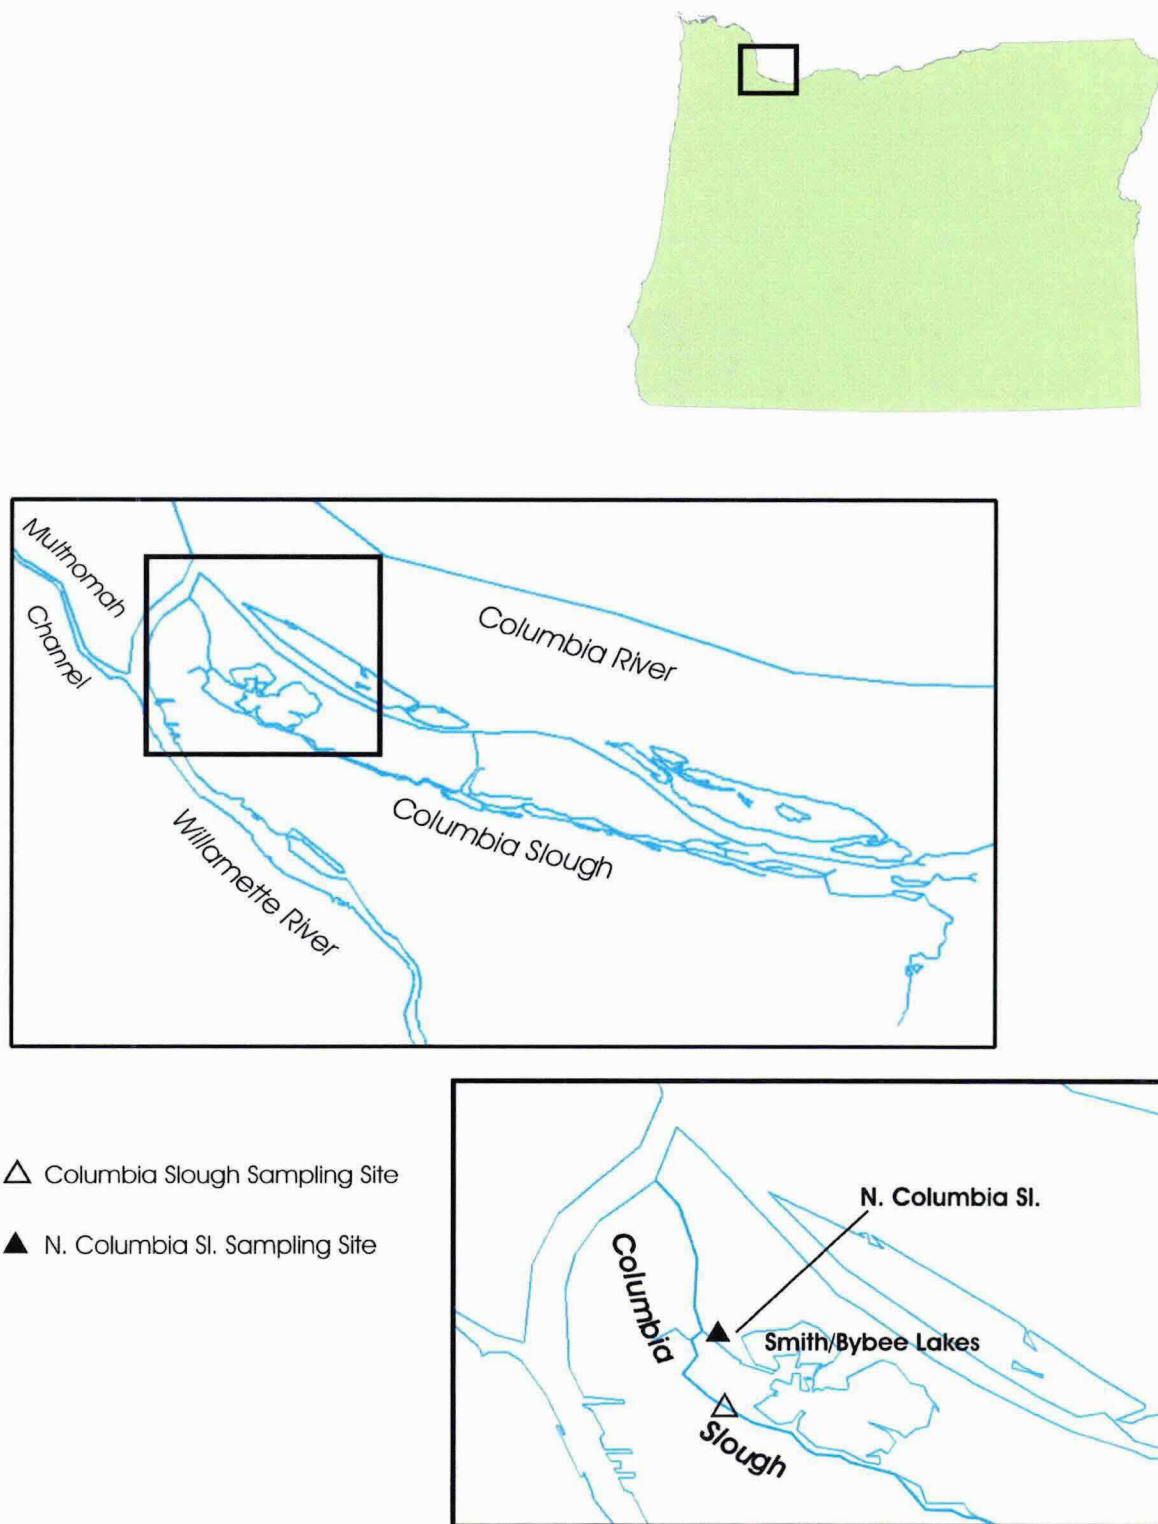 Multnomah
Channel
Columbia River
Columbia Slough
Willamette River
△ Columbia Slough Sampling Site
▲ N. Columbia Sl. Sampling Site
N. Columbia Sl.
Columbia
Smith/Bybee Lakes
Slough